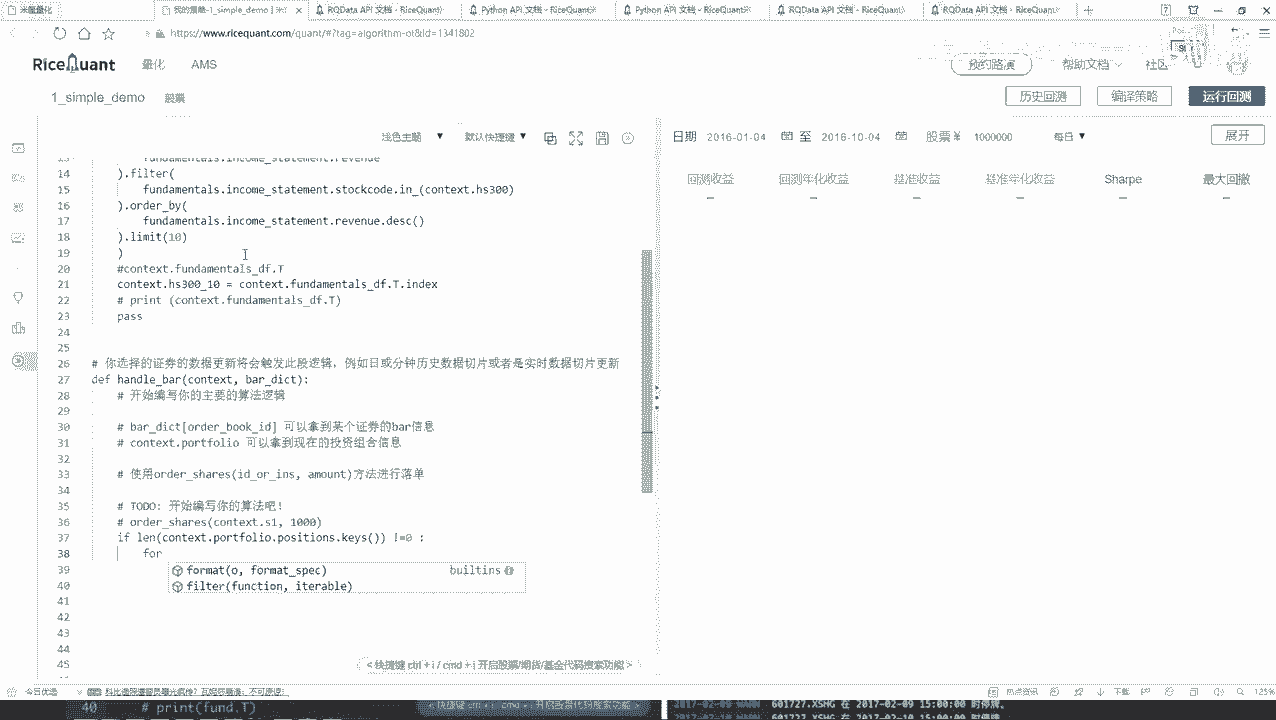 米筐量化
我的策略-1_simple_demo | 米
RQData API 文档 - RiceQuant
Python API 文档 - RiceQuant
Python API 文档 - RiceQuant
RQData API 文档 - RiceQuant
RQData API 文档 - RiceQuant
https://www.ricequant.com/quant/#?tag=algorithm-ot&id=1341802
RiceQuant 量化 AMS 预约路演 帮助文档 社区
1_simple_demo 股票 历史回测 编译策略 运行回测
浅色主题 默认快捷键
日期 2016-01-04 至 2016-10-04 股票 ¥ 1000000 每日 展开
回测收益 回测年化收益 基准收益 基准年化收益 Sharpe 最大回撤
13 fundamentals.income_statement.revenue
14 ).filter(
15 fundamentals.income_statement.stockcode.in_(context.hs300)
16 ).order_by(
17 fundamentals.income_statement.revenue.desc()
18 ).limit(10)
19 )
20 #context.fundamentals_df.T
21 context.hs300_10 = context.fundamentals_df.T.index
22 # print (context.fundamentals_df.T)
23 pass
24
25
26 # 你选择的证券的数据更新将会触发此段逻辑，例如日或分钟历史数据切片或者是实时数据切片更新
27 def handle_bar(context, bar_dict):
28 # 开始编写你的主要的算法逻辑
29
30 # bar_dict[order_book_id] 可以拿到某个证券的bar信息
31 # context.portfolio 可以拿到现在的投资组合信息
32
33 # 使用order_shares(id_or_ins, amount)方法进行落单
34
35 # TODO: 开始编写你的算法吧！
36 # order_shares(context.s1, 1000)
37 if len(context.portfolio.positions.keys()) !=0 :
38 for
39 format(o, format_spec) builtins
40 filter(function, iterable)
41
42
43
44
45
<快捷键 ctrl + i / cmd + i 开启股票/期货/基金代码搜索功能>
今日优选
热点资讯 下载 125%
40 # print(fund.T)
2017-02-09 WARN 601727.XSHG 在 2017-02-09 15:00:00 时停牌。